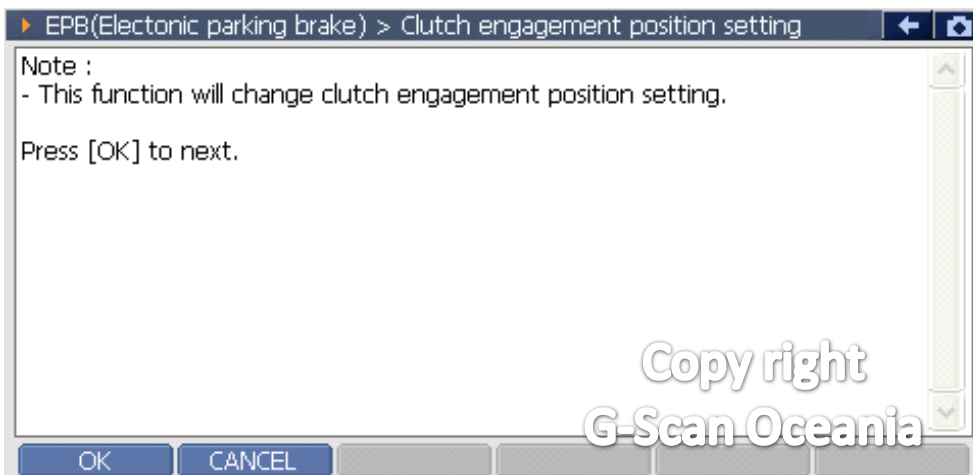 EPB(Electonic parking brake) > Clutch engagement position setting
Note :
- This function will change clutch engagement position setting.
Press [OK] to next.
Copy right
G-Scan Oceania
OK
CANCEL